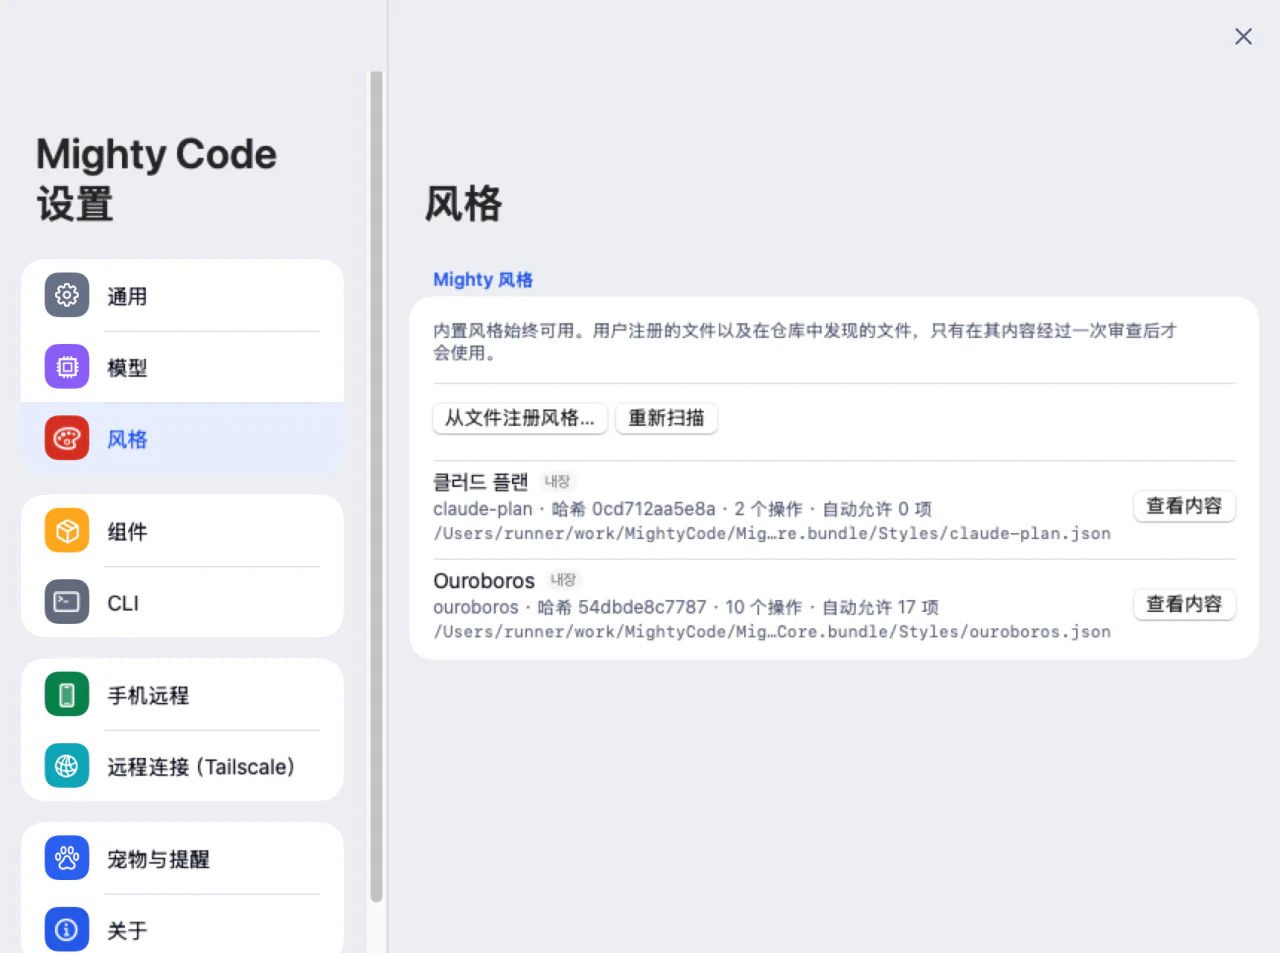 Mighty Code
设置
通用
模型
风格
组件
CLI
手机远程
远程连接 (Tailscale)
宠物与提醒
关于
风格
Mighty 风格
内置风格始终可用。用户注册的文件以及在仓库中发现的文件，只有在其内容经过一次审查后才
会使用。
从文件注册风格...
重新扫描
클러드 플랜 내장
claude-plan · 哈希 0cd712aa5e8a · 2 个操作 · 自动允许 0 项
/Users/runner/work/MightyCode/Mig…re.bundle/Styles/claude-plan.json
查看内容
Ouroboros 내장
ouroboros · 哈希 54dbde8c7787 · 10 个操作 · 自动允许 17 项
/Users/runner/work/MightyCode/Mig…Core.bundle/Styles/ouroboros.json
查看内容